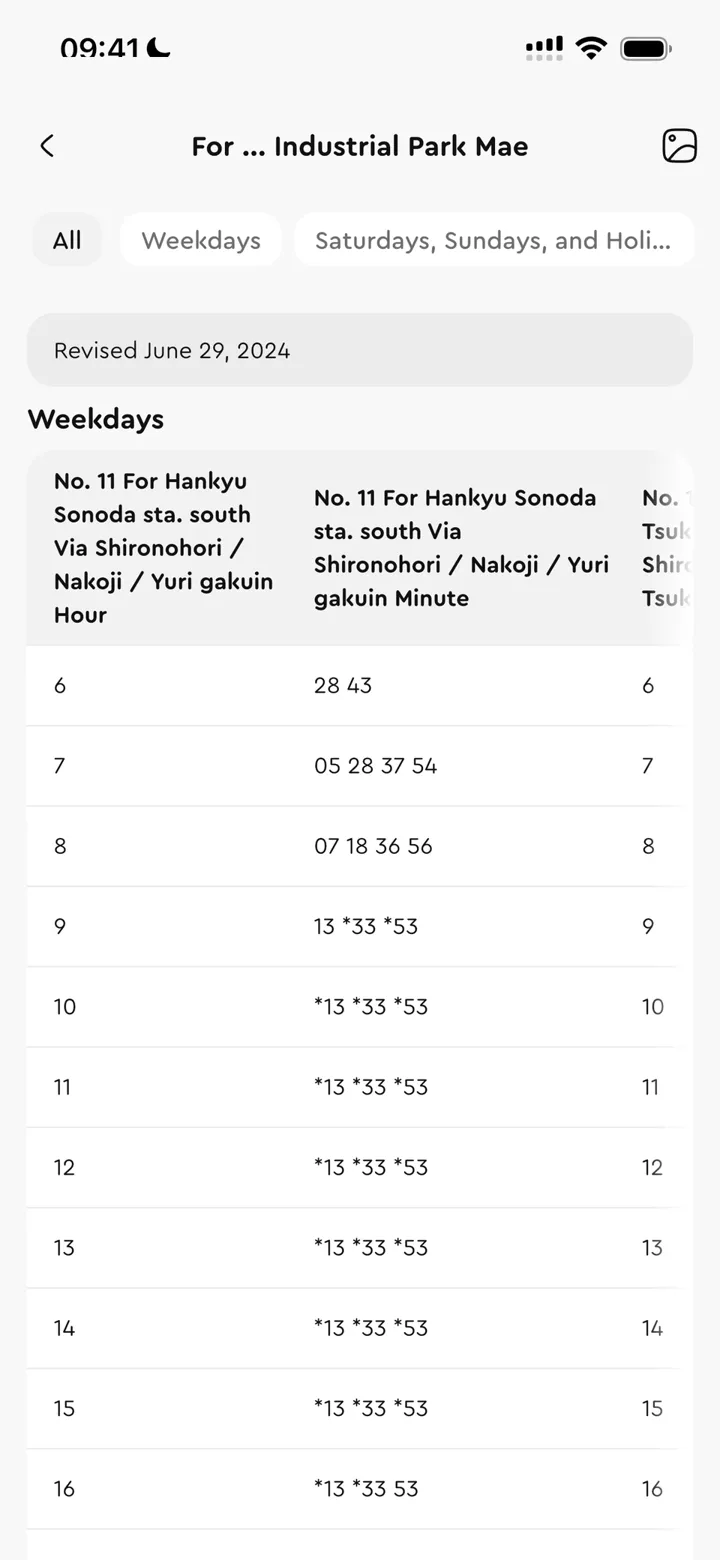 09:41
For ... Industrial Park Mae
All Weekdays Saturdays, Sundays, and Holi...
Revised June 29, 2024
Weekdays
No. 11 For Hankyu
Sonoda sta. south
Via Shironohori /
Nakoji / Yuri gakuin
Hour
No. 11 For Hankyu Sonoda
sta. south Via
Shironohori / Nakoji / Yuri
gakuin Minute
No.
Tsuk
Shir
Tsuk
6 28 43 6
7 05 28 37 54 7
8 07 18 36 56 8
9 13 *33 *53 9
10 *13 *33 *53 10
11 *13 *33 *53 11
12 *13 *33 *53 12
13 *13 *33 *53 13
14 *13 *33 *53 14
15 *13 *33 *53 15
16 *13 *33 53 16